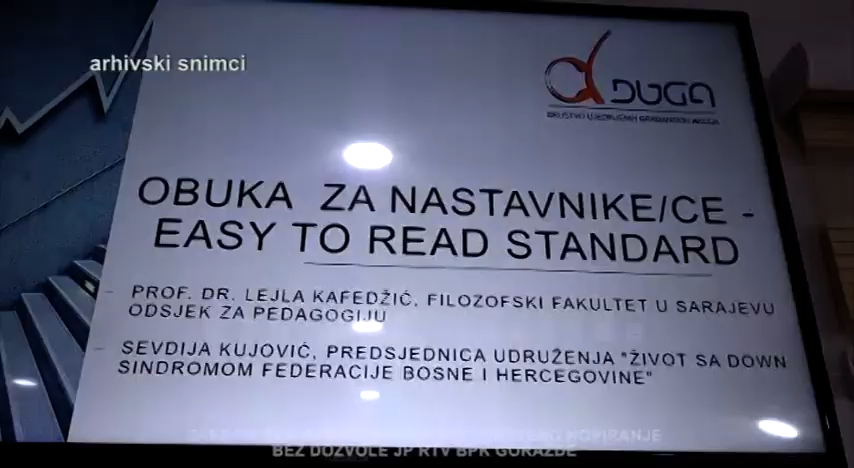 arhivski snimci
DUGA
OBUKA ZA NASTAVNIKE/CE -
EASY TO READ STANDARD
- PROF. DR. LEJLA KAFEDŽIĆ, FILOZOFSKI FAKULTET U SARAJEVU
ODSJEK ZA PEDAGOGIJU
- SEVDIJA KUJOVIĆ, PREDSJEDNICA UDRUŽENJA "ŽIVOT SA DOWN
SINDROMOM FEDERACIJE BOSNE I HERCEGOVINE"
KOPIRANJE
BEZ DOZVOLE JP RTV BPK GORAŽDE